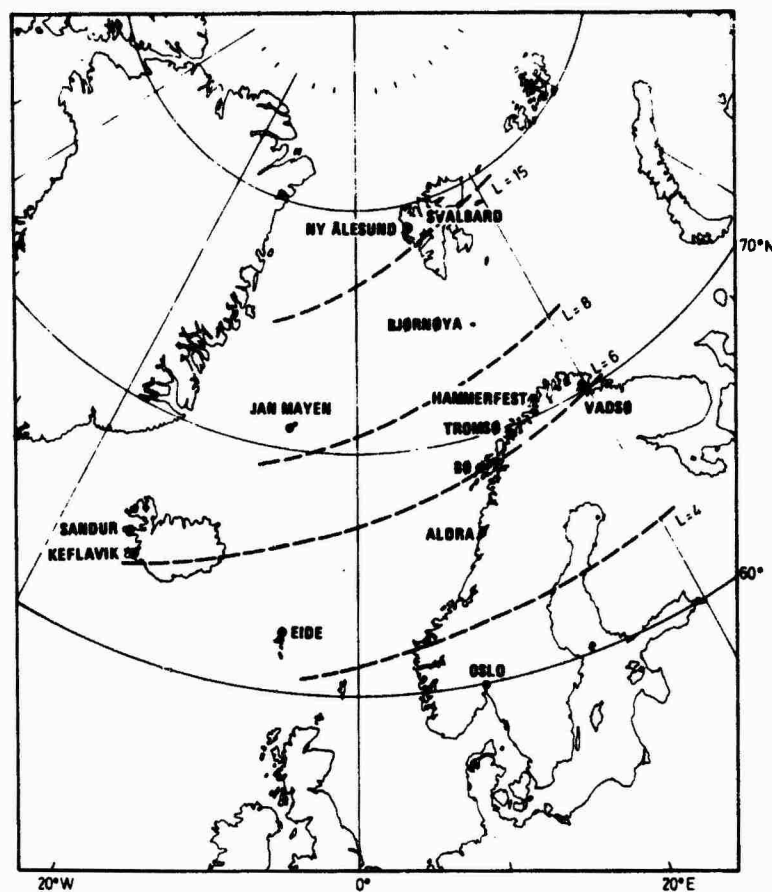 L=15
SVALBARD
NY ÅLESUND
70°N
L=8
BJØRNØYA
L=6
HAMMERFEST
VADSØ
JAN MAYEN
TROMSØ
BØ
L=4
SANDUR
ALDRA
KEFLAVIK
60°
EIDE
OSLO
20°W
0°
20°E